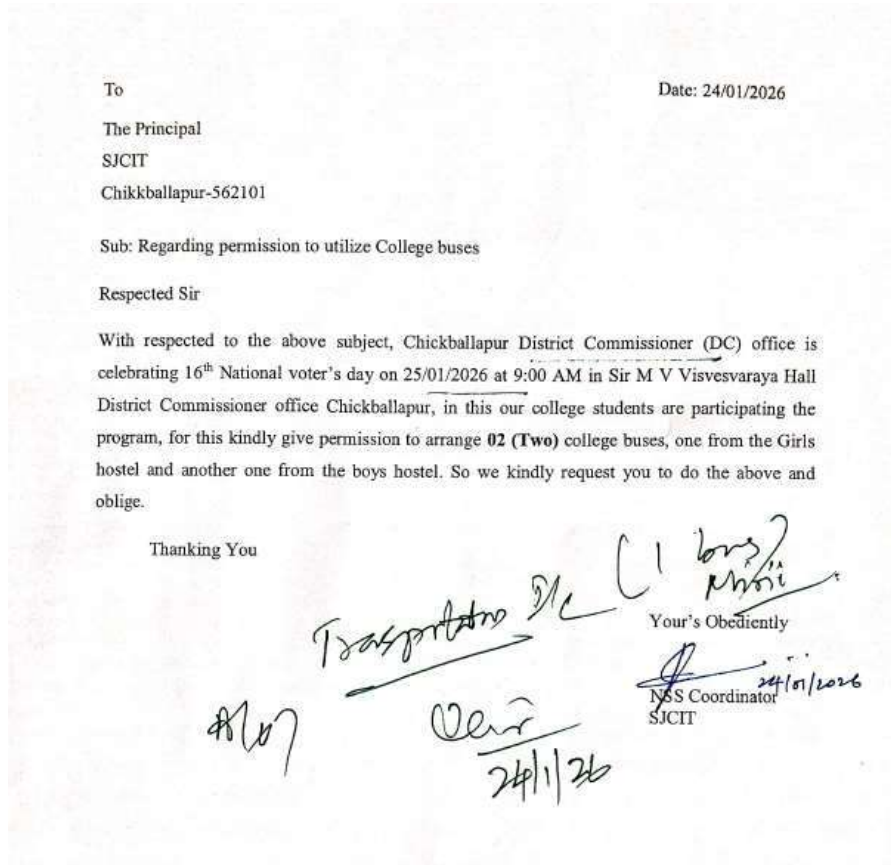 To
Date: 24/01/2026
The Principal
SJCIT
Chikkballapur-562101
Sub: Regarding permission to utilize College buses
Respected Sir
With respected to the above subject, Chickballapur District Commissioner (DC) office is
celebrating 16th National voter's day on 25/01/2026 at 9:00 AM in Sir M V Visvesvaraya Hall
District Commissioner office Chickballapur, in this our college students are participating the
program, for this kindly give permission to arrange 02 (Two) college buses, one from the Girls
hostel and another one from the boys hostel. So we kindly request you to do the above and
oblige.
Thanking You
(1 bus)
I/c
Your's Obediently
24/01/2026
NSS Coordinator
SJCIT
24/1/26